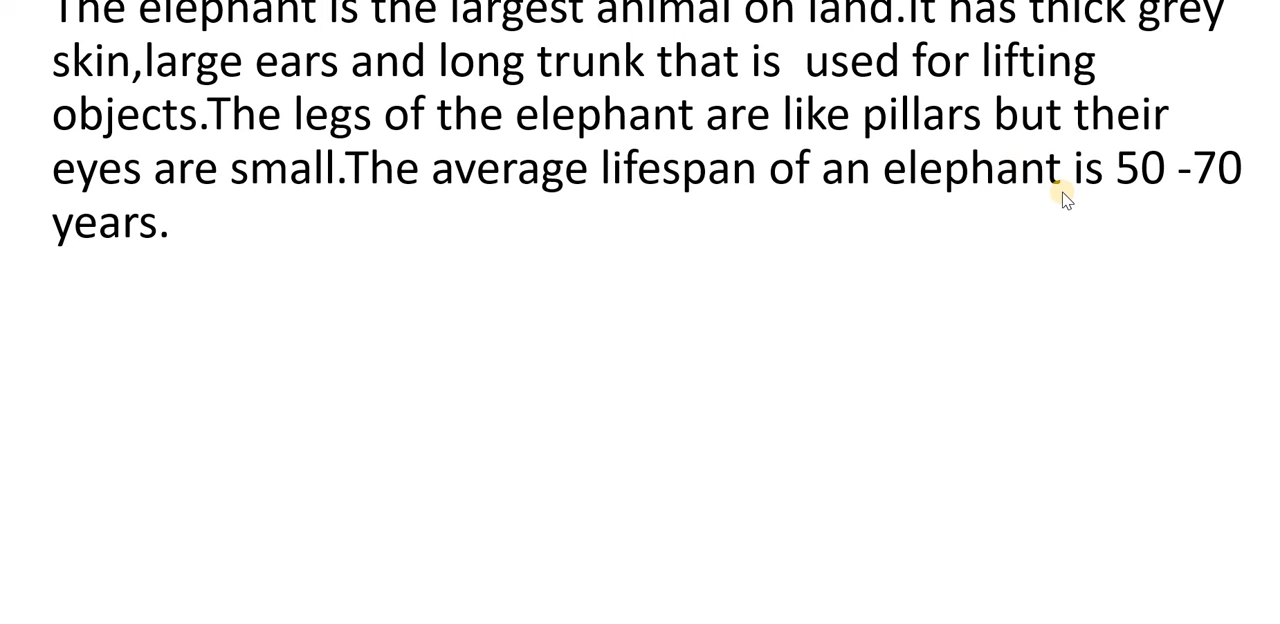 The elephant is the largest animal on land.It has thick grey
skin,large ears and long trunk that is  used for lifting
objects.The legs of the elephant are like pillars but their
eyes are small.The average lifespan of an elephant is 50 -70
years.